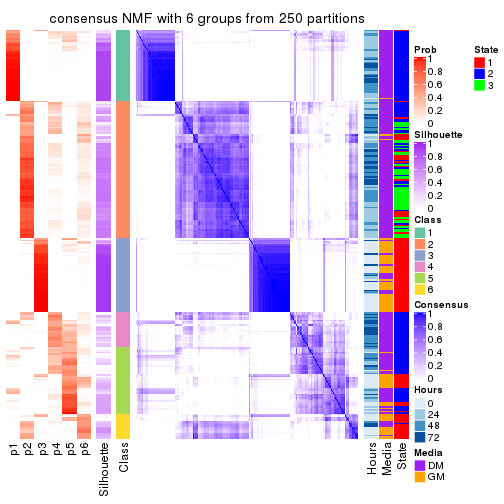 consensus NMF with 6 groups from 250 partitions
p1
p2
p3
p4
p5
p6
Silhouette
Class
Hours
Media
State
Prob
1
0.8
0.6
0.4
0.2
0
Silhouette
1
0.8
0.6
0.4
0.2
0
Class
1
2
3
4
5
6
Consensus
1
0.8
0.6
0.4
0.2
0
Hours
0
24
48
72
Media
DM
GM
State
1
2
3